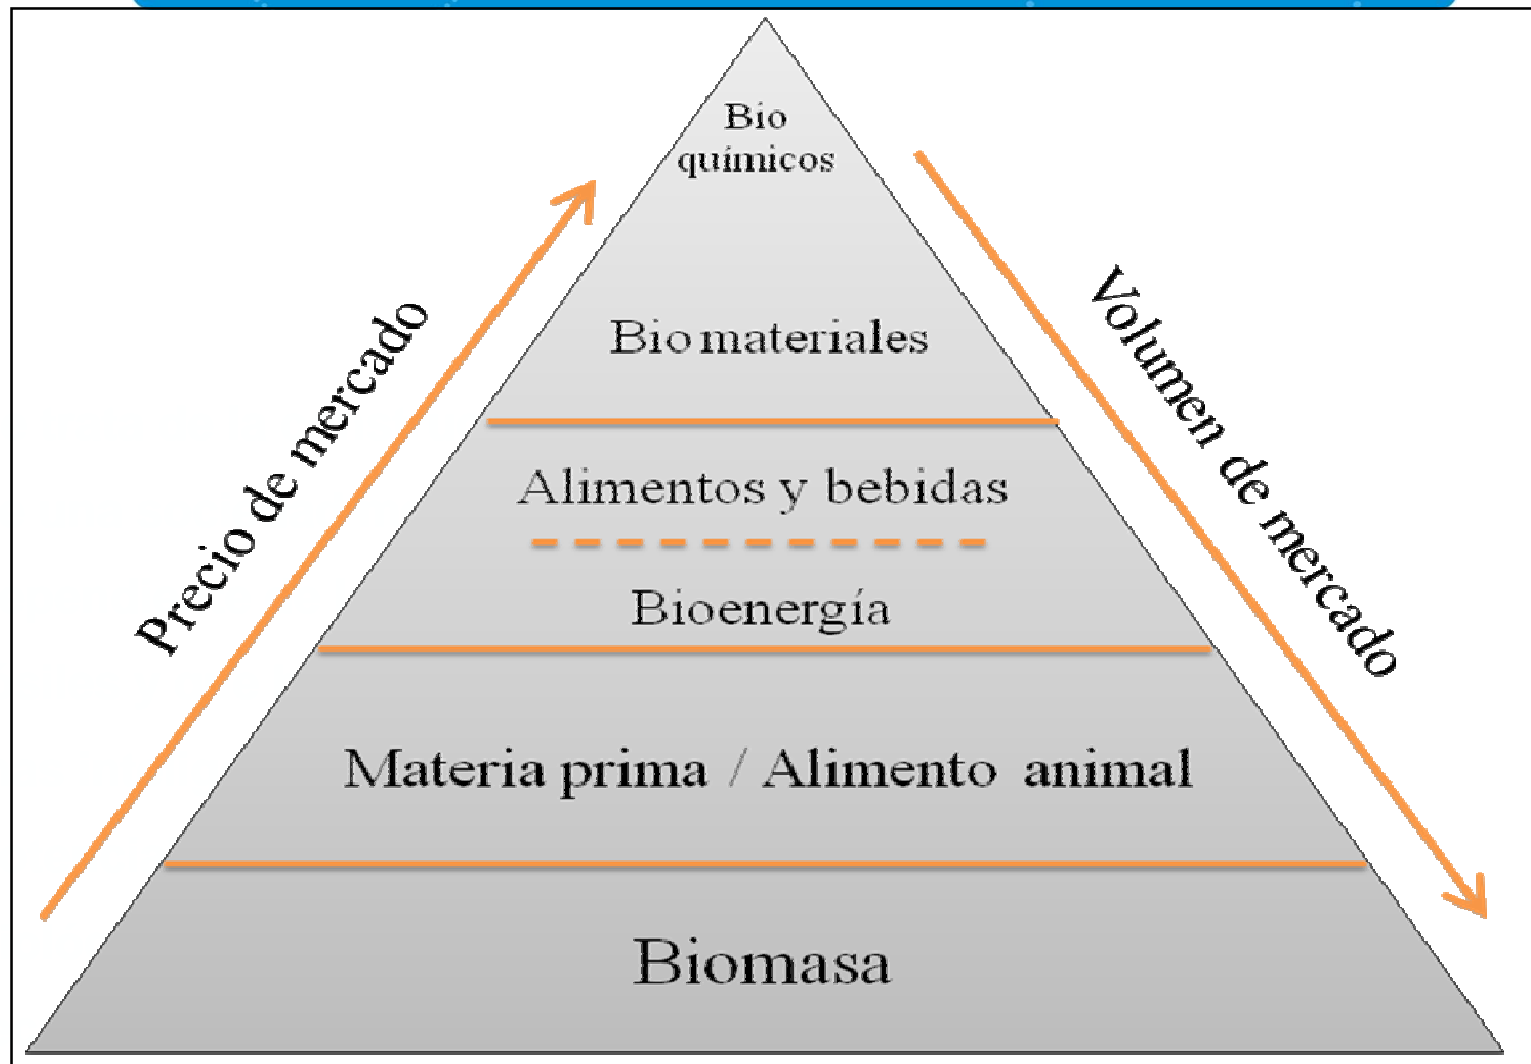 Bio
químicos
Bio materiales
Alimentos y bebidas
Bioenergía
Materia prima / Alimento animal
Biomasa
Precio de mercado
Volumen de mercado